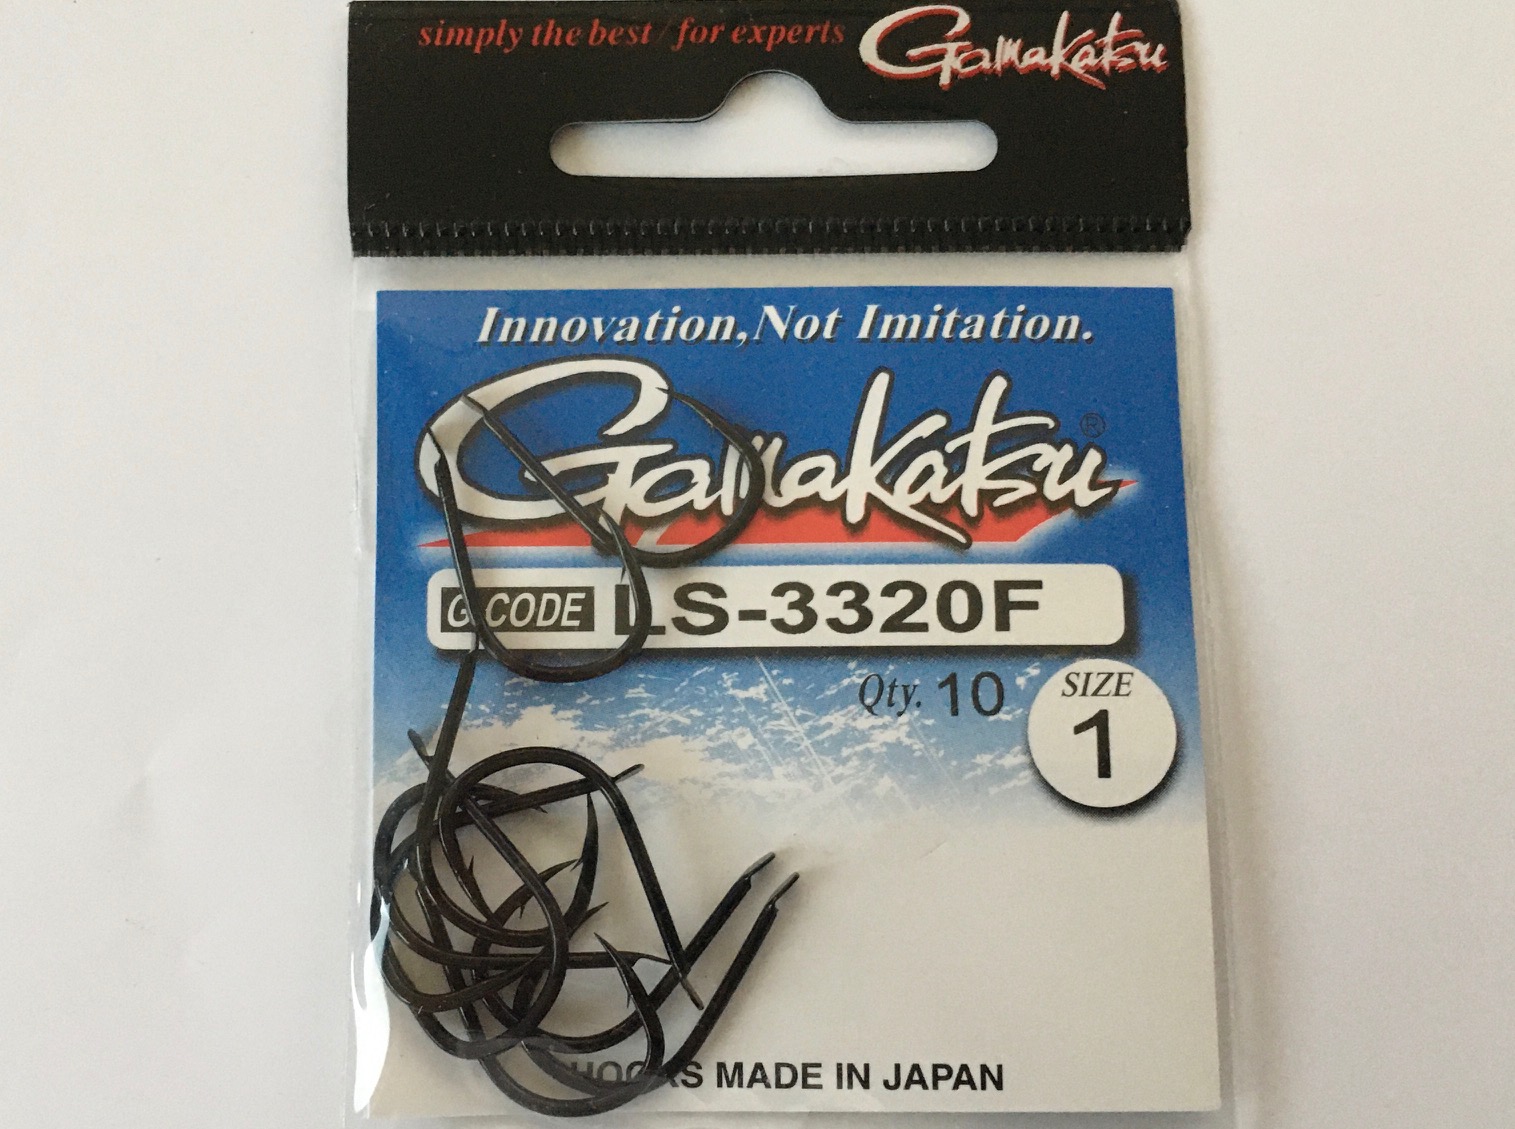 simply the best / for experts Gamakatsu
Innovation, Not Imitation.
Gamakatsu ®
G-CODE LS-3320F
Qty. 10
SIZE
1
HOOKS MADE IN JAPAN